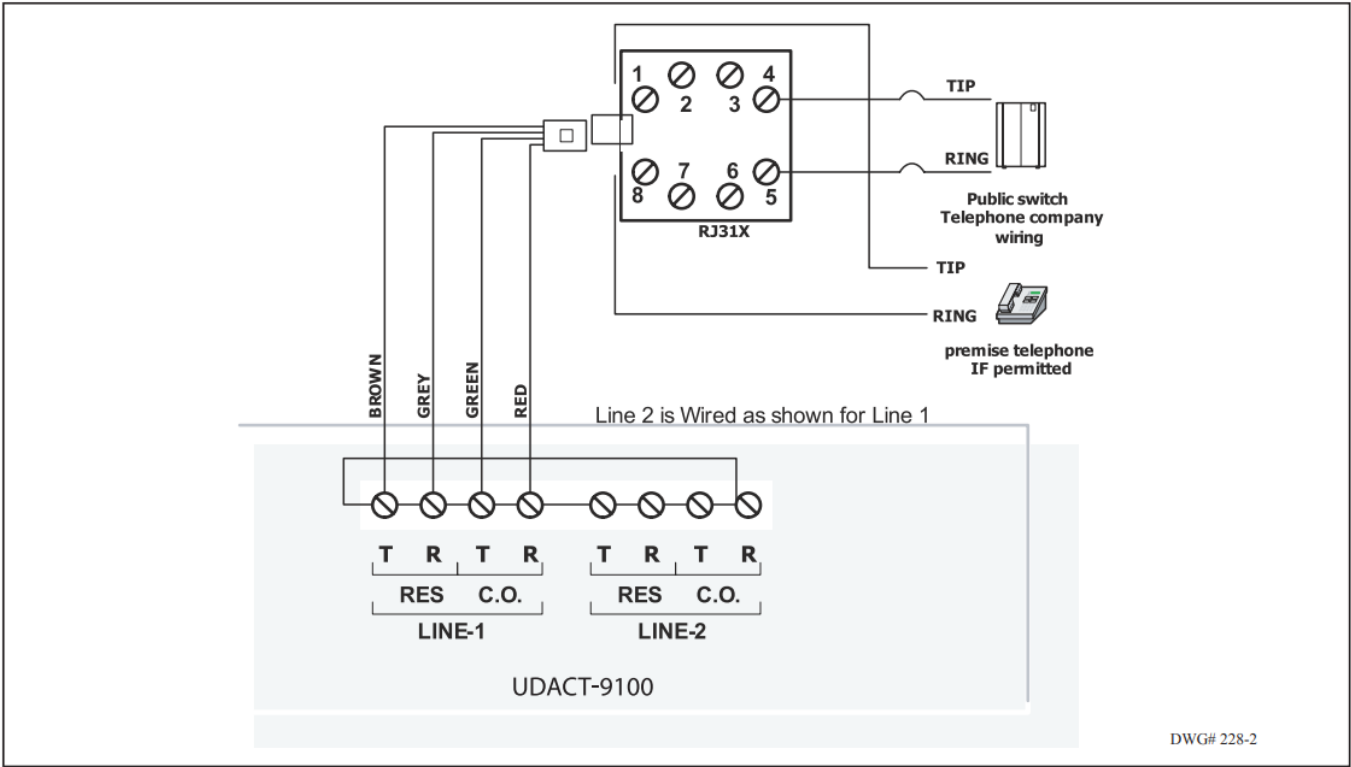 1 4
2 3
TIP
7 6
8 5
RING
RJ31X
Public switch
Telephone company
wiring
TIP
RING
premise telephone
IF permitted
BROWN
GREY
GREEN
RED
Line 2 is Wired as shown for Line 1
T R T R T R T R
RES C.O. RES C.O.
LINE-1 LINE-2
UDACT-9100
DWG# 228-2